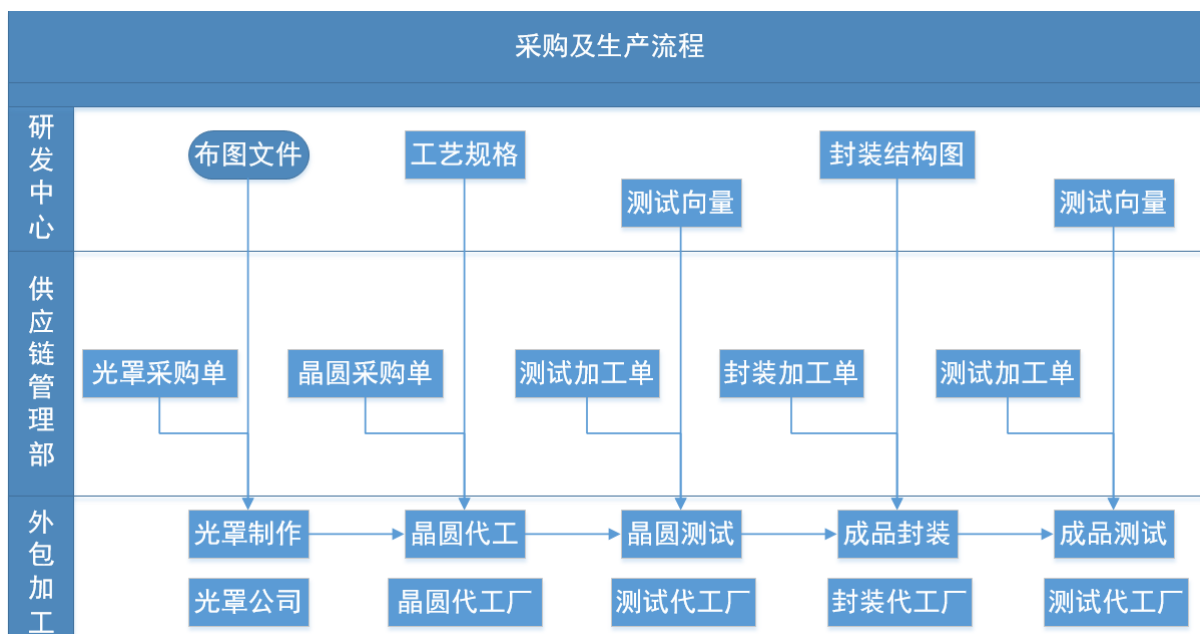 采购及生产流程
研发中心
布图文件
工艺规格
封装结构图
测试向量
测试向量
供应链管理部
光罩采购单
晶圆采购单
测试加工单
封装加工单
测试加工单
外包加工
光罩制作
晶圆代工
晶圆测试
成品封装
成品测试
光罩公司
晶圆代工厂
测试代工厂
封装代工厂
测试代工厂